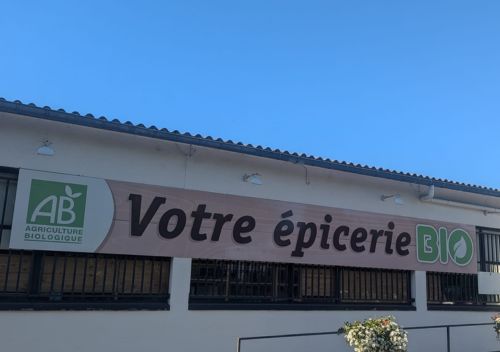 AB
AGRICULTURE
BIOLOGIQUE
Votre épicerie BIO